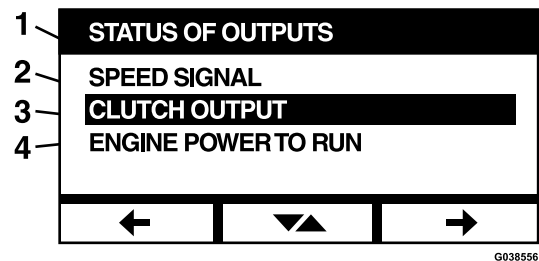 1 STATUS OF OUTPUTS
2 SPEED SIGNAL
3 CLUTCH OUTPUT
4 ENGINE POWER TO RUN
G038556